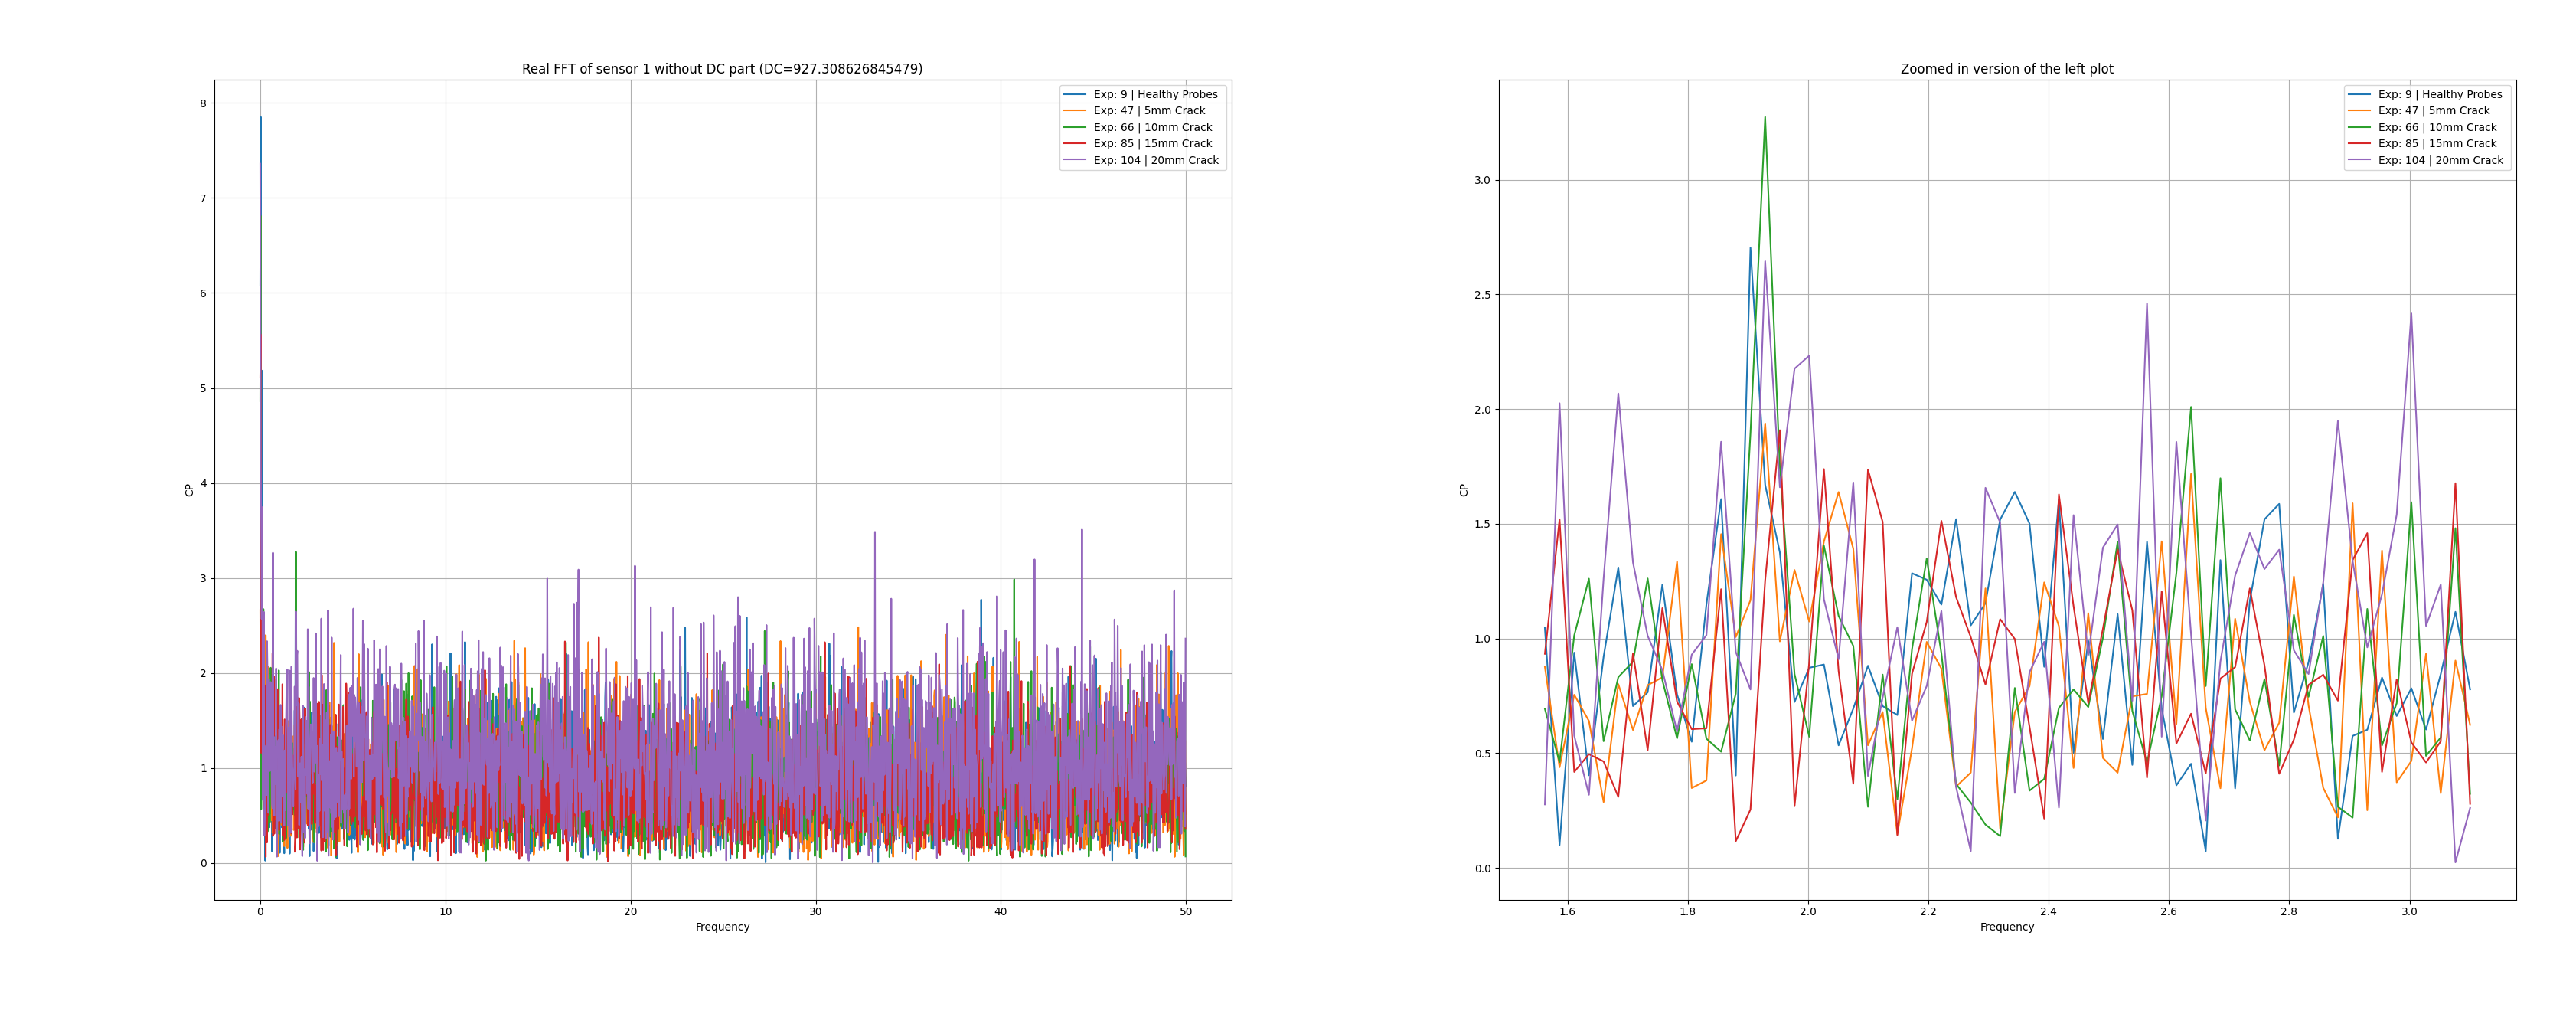 Real FFT of sensor 1 without DC part (DC=927.308626845479)
8
7
6
5
4
3
2
1
0
CP
0 10 20 30 40 50
Frequency
Exp: 9 | Healthy Probes
Exp: 47 | 5mm Crack
Exp: 66 | 10mm Crack
Exp: 85 | 15mm Crack
Exp: 104 | 20mm Crack
Zoomed in version of the left plot
3.0
2.5
2.0
1.5
1.0
0.5
0.0
CP
1.6 1.8 2.0 2.2 2.4 2.6 2.8 3.0
Frequency
Exp: 9 | Healthy Probes
Exp: 47 | 5mm Crack
Exp: 66 | 10mm Crack
Exp: 85 | 15mm Crack
Exp: 104 | 20mm Crack